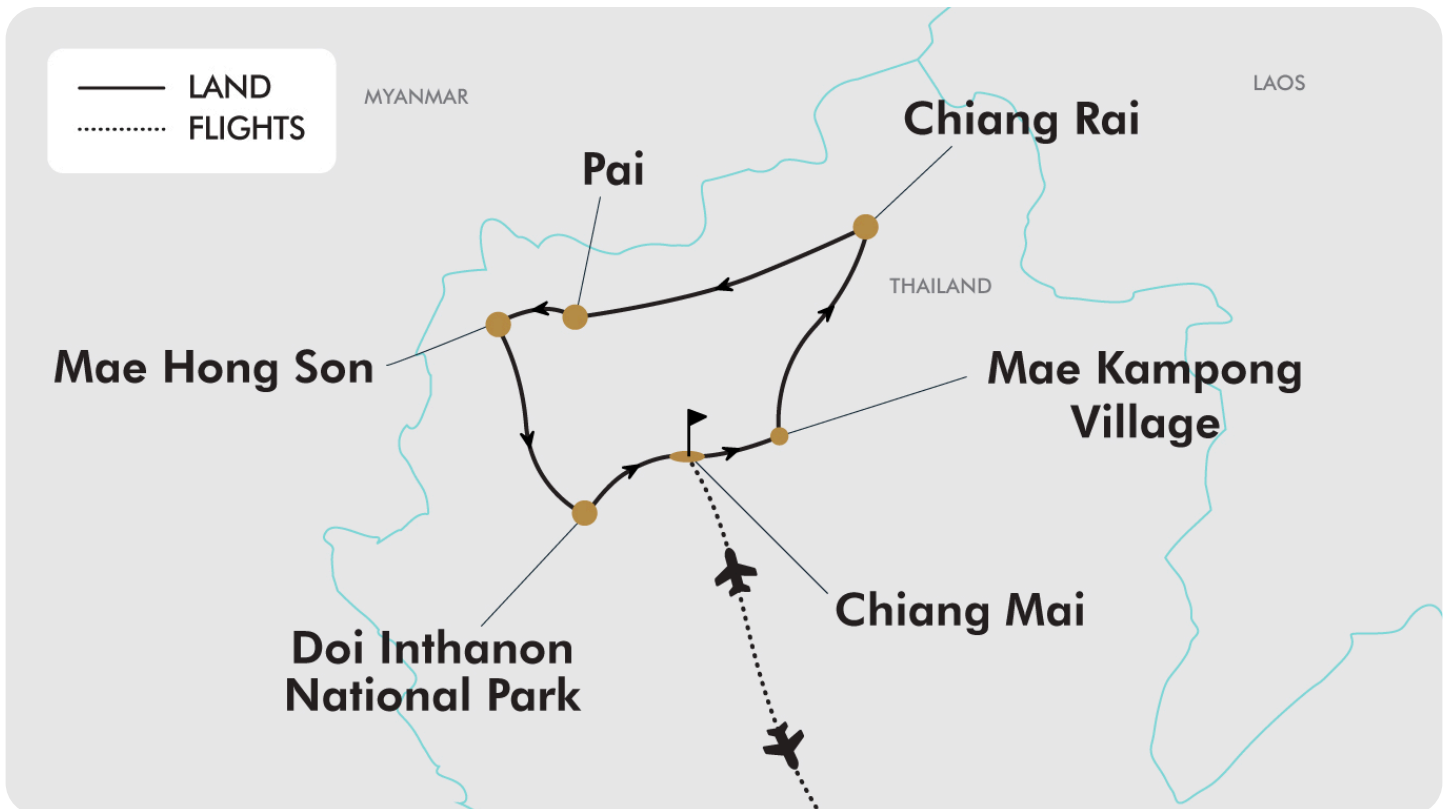 LAND
FLIGHTS
MYANMAR
LAOS
Chiang Rai
Pai
THAILAND
Mae Hong Son
Mae Kampong
Village
Chiang Mai
Doi Inthanon
National Park